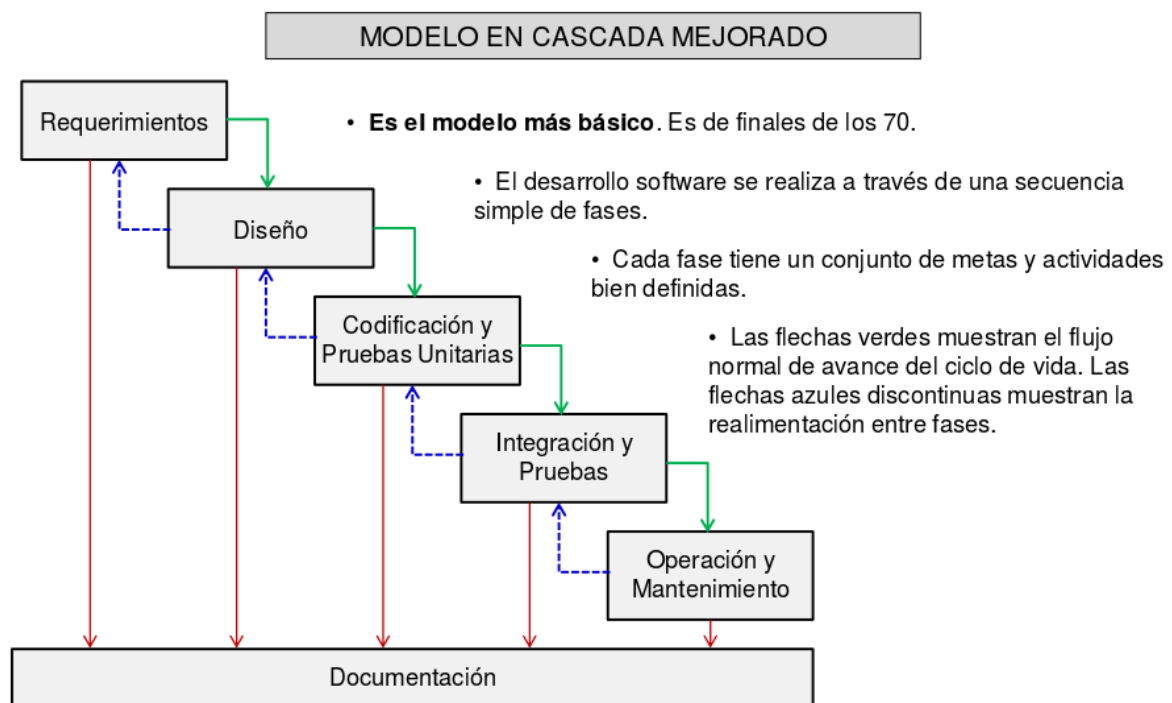 MODELO EN CASCADA MEJORADO
Requerimientos
• Es el modelo más básico. Es de finales de los 70.
• El desarrollo software se realiza a través de una secuencia
simple de fases.
Diseño
• Cada fase tiene un conjunto de metas y actividades
bien definidas.
Codificación y
Pruebas Unitarias
• Las flechas verdes muestran el flujo
normal de avance del ciclo de vida. Las
flechas azules discontinuas muestran la
realimentación entre fases.
Integración y
Pruebas
Operación y
Mantenimiento
Documentación